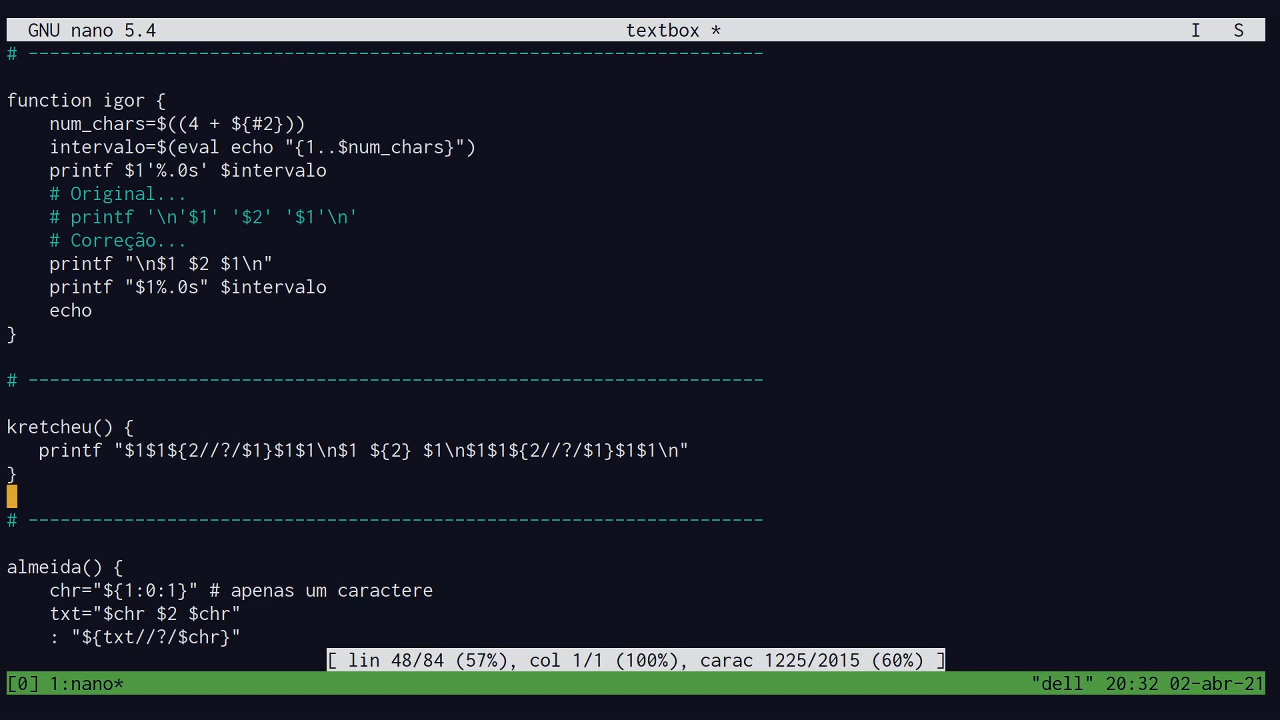 GNU nano 5.4 textbox * I S
# ---------------------------------------------------------------------
function igor {
    num_chars=$((4 + ${#2}))
    intervalo=$(eval echo "{1..$num_chars}")
    printf $1'%.0s' $intervalo
    # Original...
    # printf '\n'$1' '$2' '$1'\n'
    # Correção...
    printf "\n$1 $2 $1\n"
    printf "$1%.0s" $intervalo
    echo
}
# ---------------------------------------------------------------------
kretcheu() {
   printf "$1$1${2//?/$1}$1$1\n$1 ${2} $1\n$1$1${2//?/$1}$1$1\n"
}
# ---------------------------------------------------------------------
almeida() {
    chr="${1:0:1}" # apenas um caractere
    txt="$chr $2 $chr"
    : "${txt//?/$chr}"
[ lin 48/84 (57%), col 1/1 (100%), carac 1225/2015 (60%) ]
[0] 1:nano* "dell" 20:32 02-abr-21